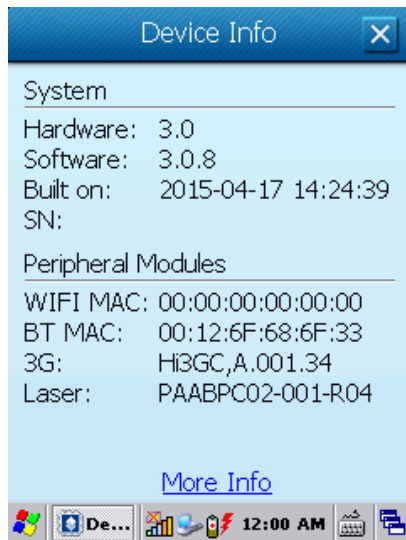 Device Info
System
Hardware: 3.0
Software: 3.0.8
Built on: 2015-04-17 14:24:39
SN:
Peripheral Modules
WIFI MAC: 00:00:00:00:00:00
BT MAC: 00:12:6F:68:6F:33
3G: Hi3GC,A.001.34
Laser: PAABPC02-001-R04
More Info
De... 12:00 AM